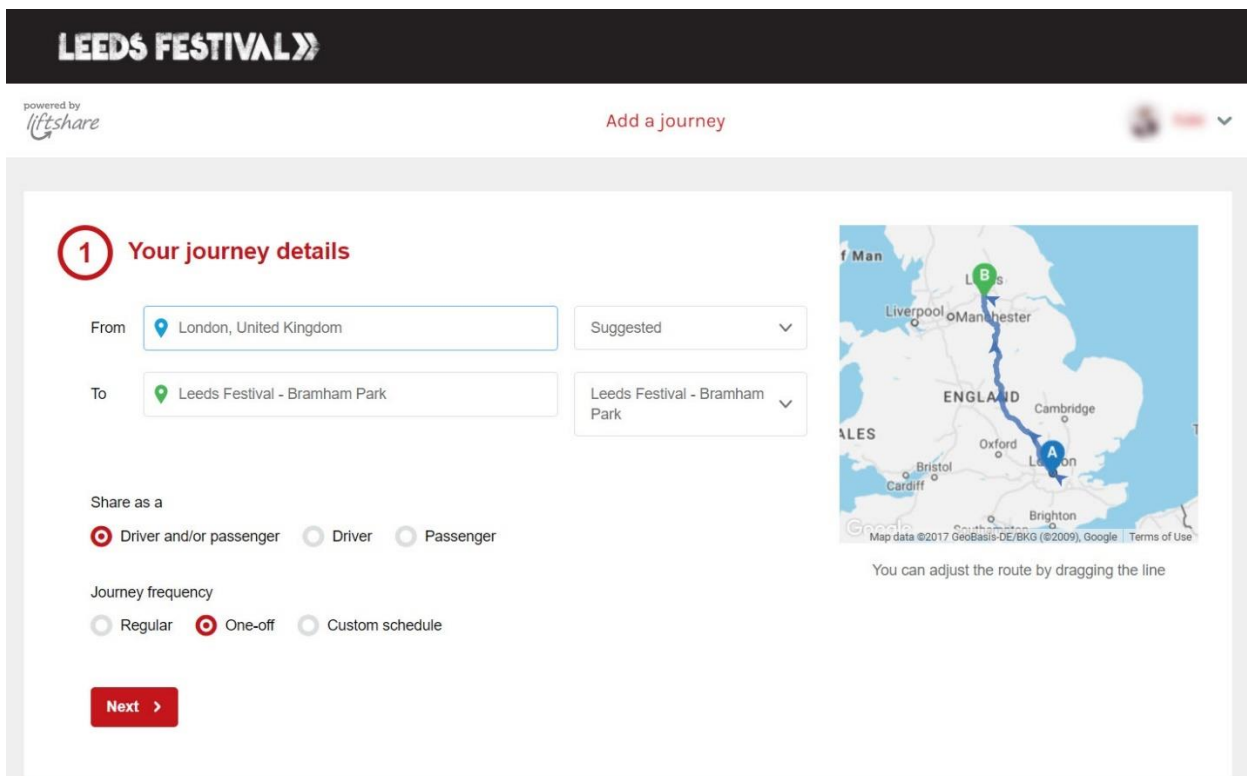 LEEDS FESTIVAL
powered by
liftshare
Add a journey
1 Your journey details
From London, United Kingdom Suggested
To Leeds Festival - Bramham Park Leeds Festival - Bramham
Park
Share as a
Driver and/or passenger Driver Passenger
Journey frequency
Regular One-off Custom schedule
Next
f Man
B
Liverpool Manchester
ENGLAND
Cambridge
ALES
Oxford
A
Bristol
Cardiff
Brighton
Google
Map data ©2017 GeoBasis-DE/BKG (©2009), Google Terms of Use
You can adjust the route by dragging the line